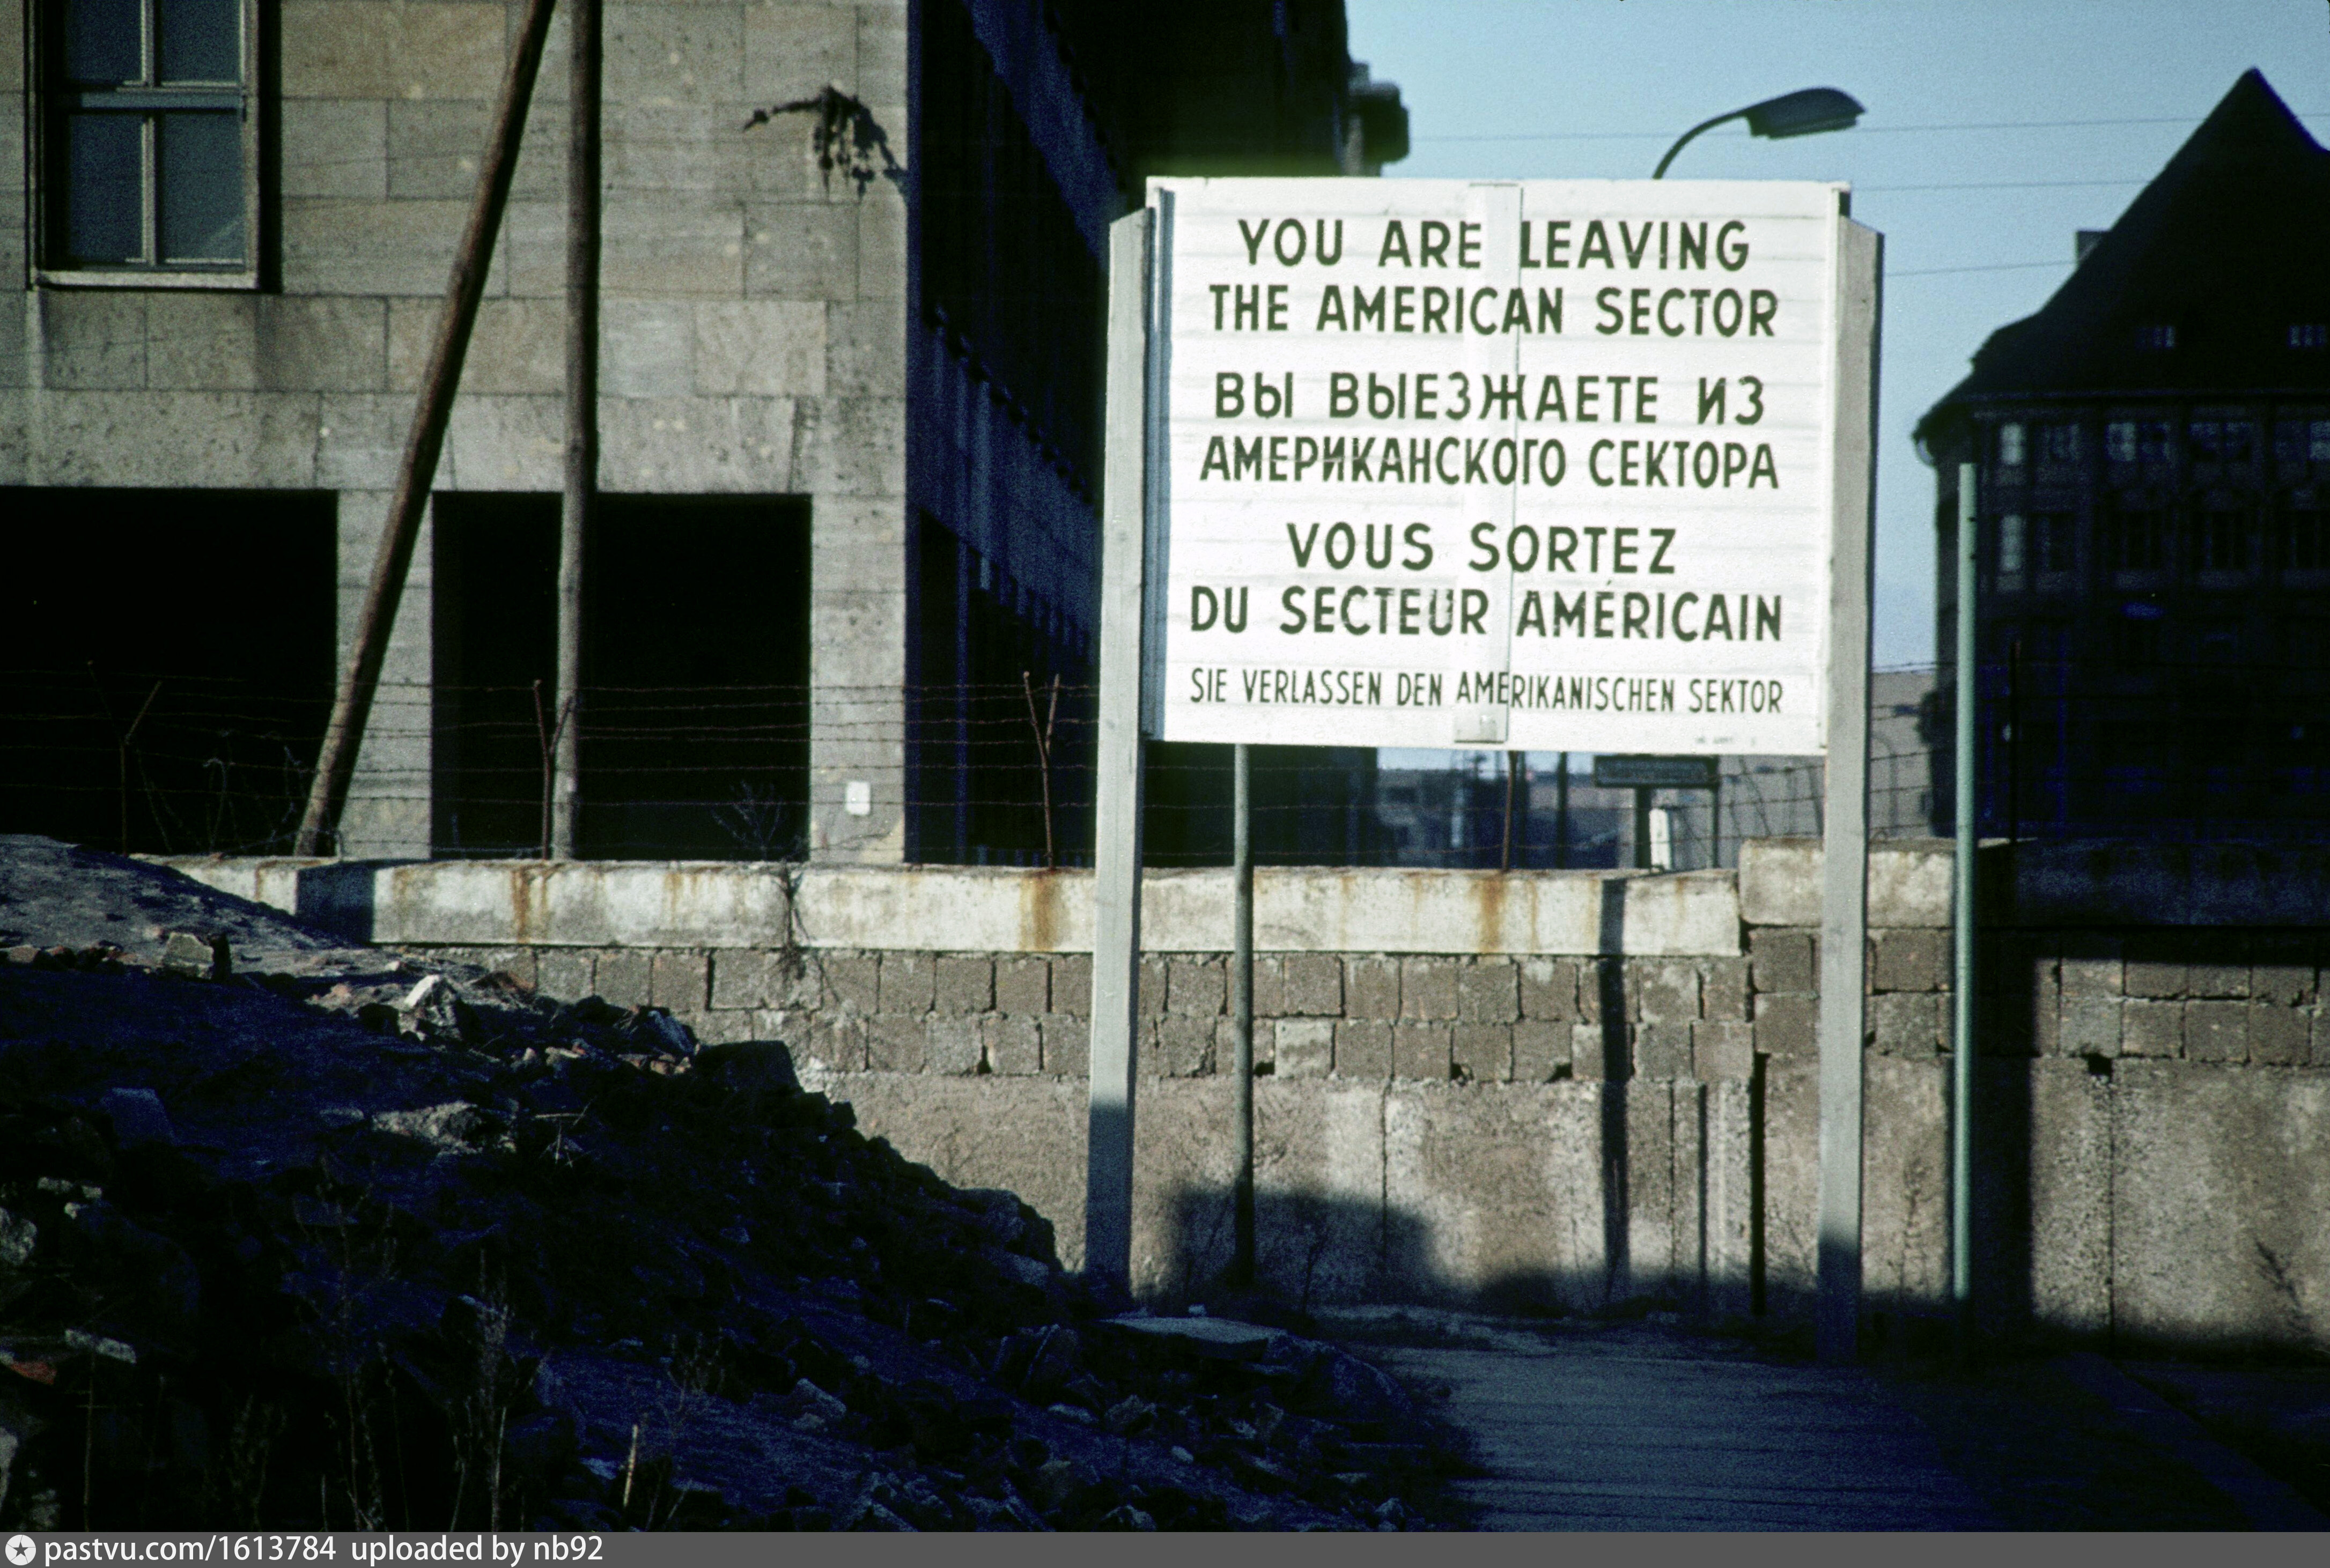 YOU ARE LEAVING
THE AMERICAN SECTOR
ВЫ ВЫЕЗЖАЕТЕ ИЗ
АМЕРИКАНСКОГО СЕКТОРА
VOUS SORTEZ
DU SECTEUR AMÉRICAIN
SIE VERLASSEN DEN AMERIKANISCHEN SEKTOR
pastvu.com/1613784 uploaded by nb92